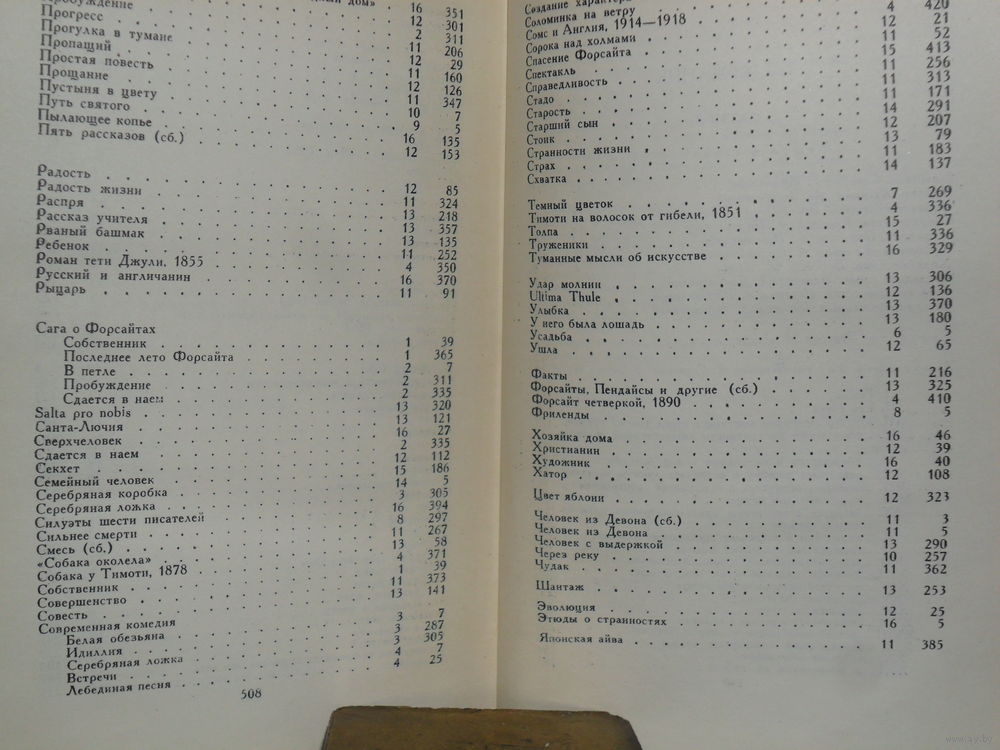 ный дом» 12 301
Пробуждение 2 311
Прогресс 11 206
Прогулка в тумане 12 29
Пропащий 11 160
Простая повесть 12 126
Прощание 11 347
Пустыня в цвету 10 7
Путь святого 9 5
Пылающее копье 16 135
Пять рассказов (сб.) 12 153
Радость 12 85
Радость жизни 11 324
Распря 13 218
Рассказ учителя 13 357
Рваный башмак 13 135
Ребенок 11 252
Роман тети Джули, 1855 4 350
Русский и англичанин 16 370
Рыцарь 11 91
Сага о Форсайтах
Собственник 1 39
Последнее лето Форсайта 1 365
В петле 2 7
Пробуждение 2 311
Сдается в наем 2 335
Salta pro nobis 13 320
Санта-Лючия 13 121
Сверхчеловек 16 27
Сдается в наем 2 335
Секхет 12 112
Семейный человек 15 186
Серебряная коробка 14 5
Серебряная ложка 3 305
Силуэты шести писателей 16 394
Сильнее смерти 8 297
Смесь (сб.) 11 267
«Собака околела» 13 58
Собака у Тимоти, 1878 4 371
Собственник 1 39
Совершенство 11 373
Совесть 13 141
Современная комедия
Белая обезьяна 3 7
Идиллия 3 287
Серебряная ложка 3 305
Встречи 4 7
Лебединая песня 4 25
508
Создание характера
Соломинка на ветру
Сомс и Англия, 1914—1918 4 420
Сорока над холмами 12 21
Спасение Форсайта 11 52
Спектакль 15 413
Справедливость 11 256
Стадо 11 313
Старость 11 171
Старший сын 14 291
Стоик 12 207
Странности жизни 13 79
Страх 11 183
Схватка 14 137
Темный цветок 7 269
Тимоти на волосок от гибели, 1851 4 336
Толпа 15 27
Труженики 11 336
Туманные мысли об искусстве 16 329
Удар молнии 13 306
Ultima Thule 12 136
Улыбка 13 370
У него была лошадь 13 180
Усадьба 6 5
Ушла 12 65
Факты 11 216
Форсайты, Пендайсы и другие (сб.) 13 325
Форсайт четверкой, 1890 4 410
Фриленды 8 5
Хозяйка дома 16 46
Христианин 12 39
Художник 16 40
Хатор 12 108
Цвет яблони 12 323
Человек из Девона (сб.) 11 3
Человек из Девона 11 5
Человек с выдержкой 13 290
Через реку 10 257
Чудак 11 362
Шантаж 13 253
Эволюция 12 25
Этюды о странностях 16 5
Японская айва 11 385